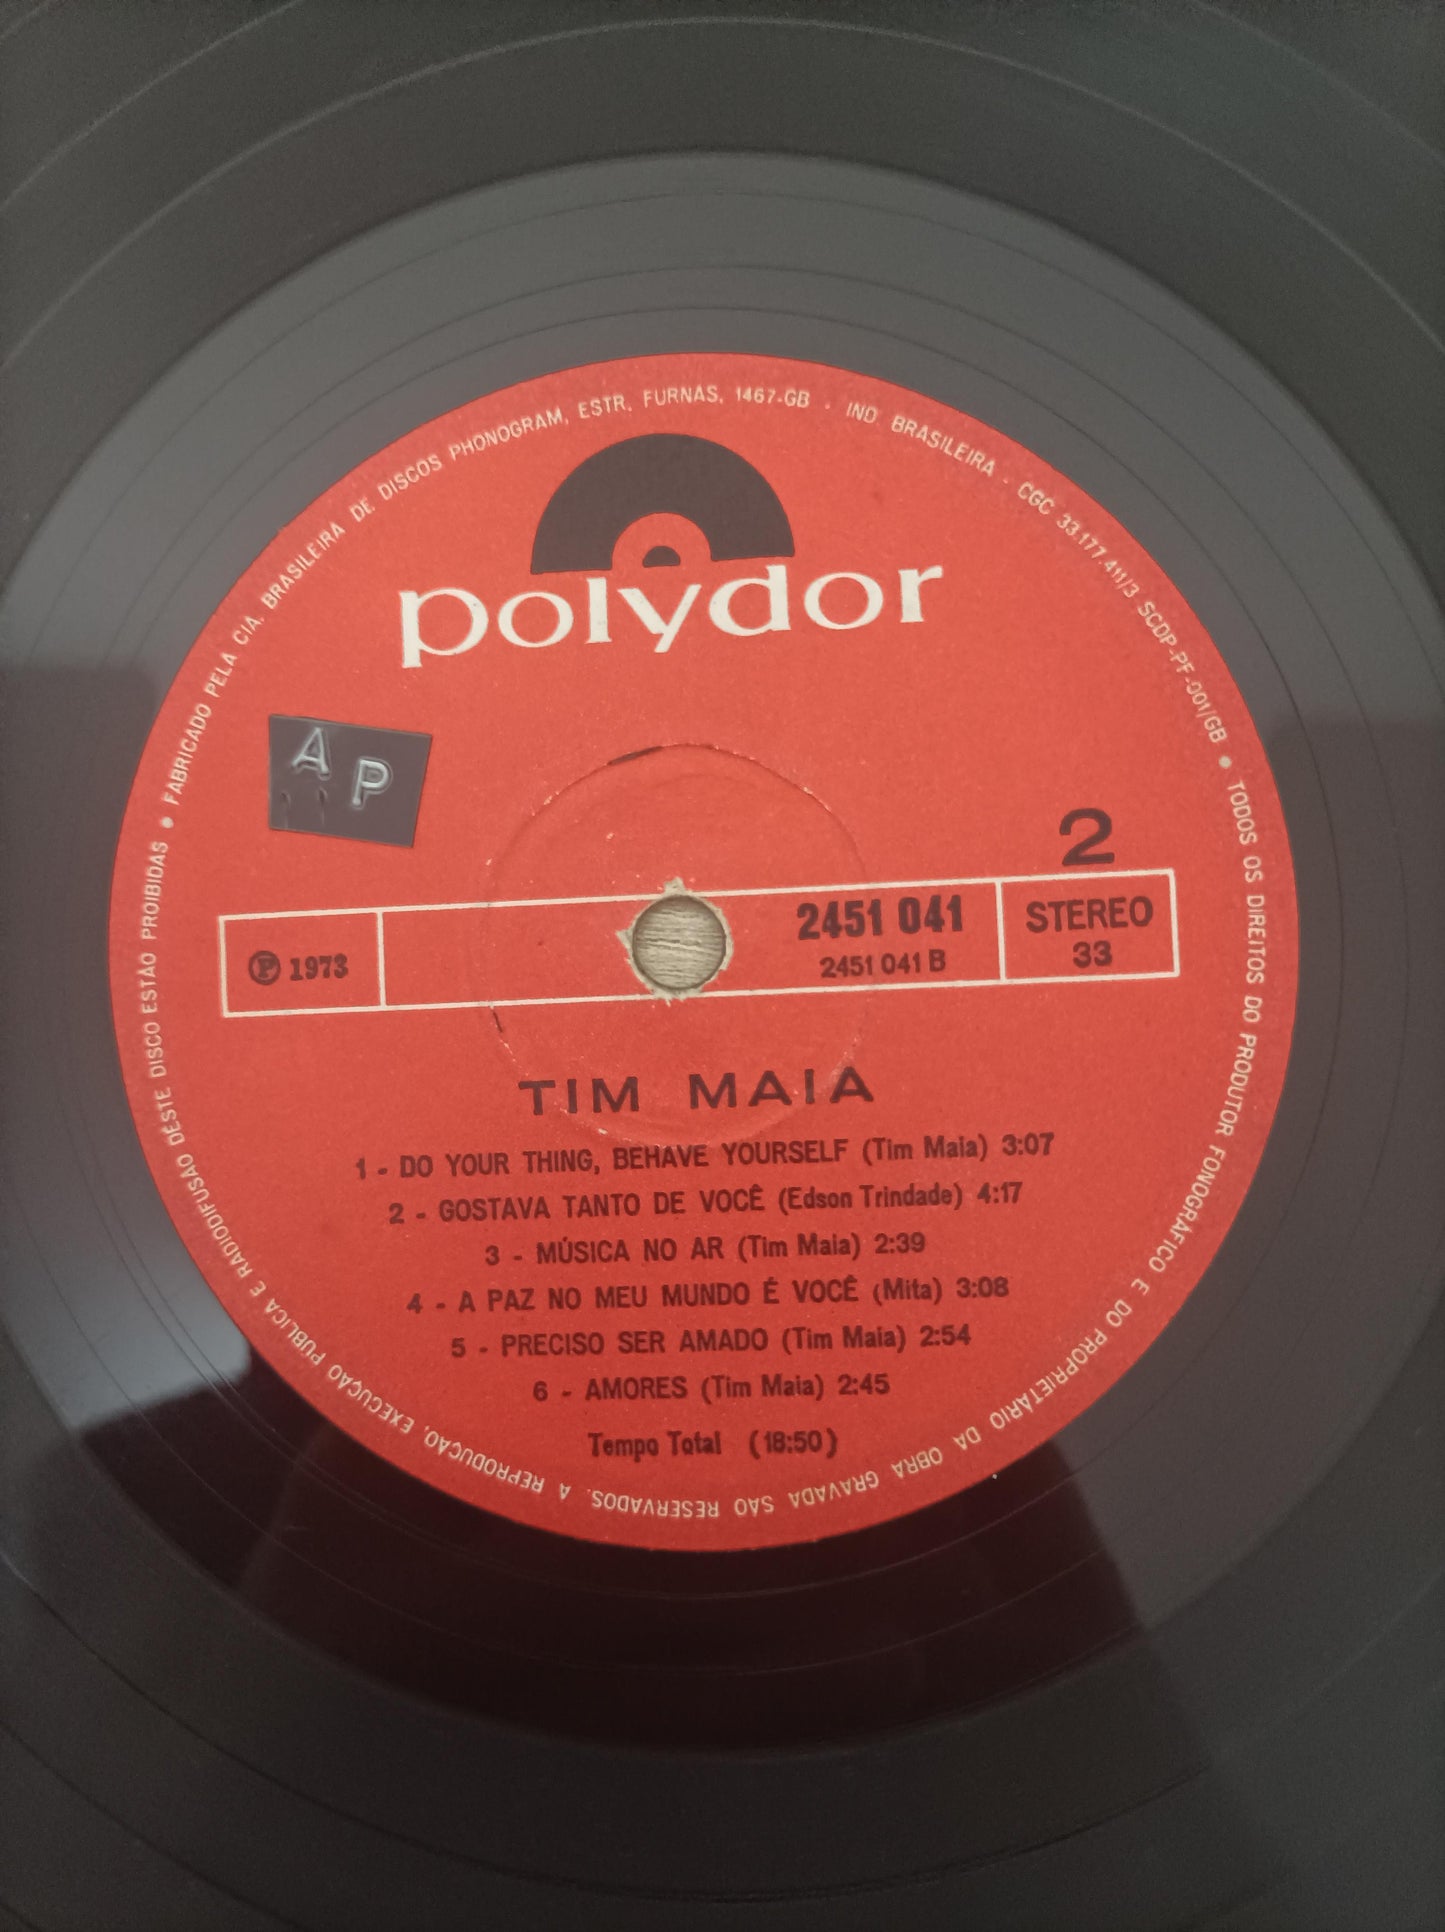 • FABRICADO PELA CIA. BRASILEIRA DE DISCOS PHONOGRAM, ESTR. FURNAS, 1467-GB · IND. BRASILEIRA - CGC 33.177.411/3 SCDP-PF-001/GB • TODOS OS DIREITOS DO PRODUTOR FONOGRÁFICO E DO PROPRIETÁRIO DA OBRA GRAVADA SÃO RESERVADOS. A REPRODUÇÃO, EXECUÇÃO PÚBLICA E RADIODIFUSÃO DESTE DISCO ESTÃO PROIBIDAS
polydor
A P
2
℗ 1973
2451 041
2451 041 B
STEREO
33
TIM MAIA
1 - DO YOUR THING, BEHAVE YOURSELF (Tim Maia) 3:07
2 - GOSTAVA TANTO DE VOCÊ (Edson Trindade) 4:17
3 - MÚSICA NO AR (Tim Maia) 2:39
4 - A PAZ NO MEU MUNDO É VOCÊ (Mita) 3:08
5 - PRECISO SER AMADO (Tim Maia) 2:54
6 - AMORES (Tim Maia) 2:45
Tempo Total (18:50)